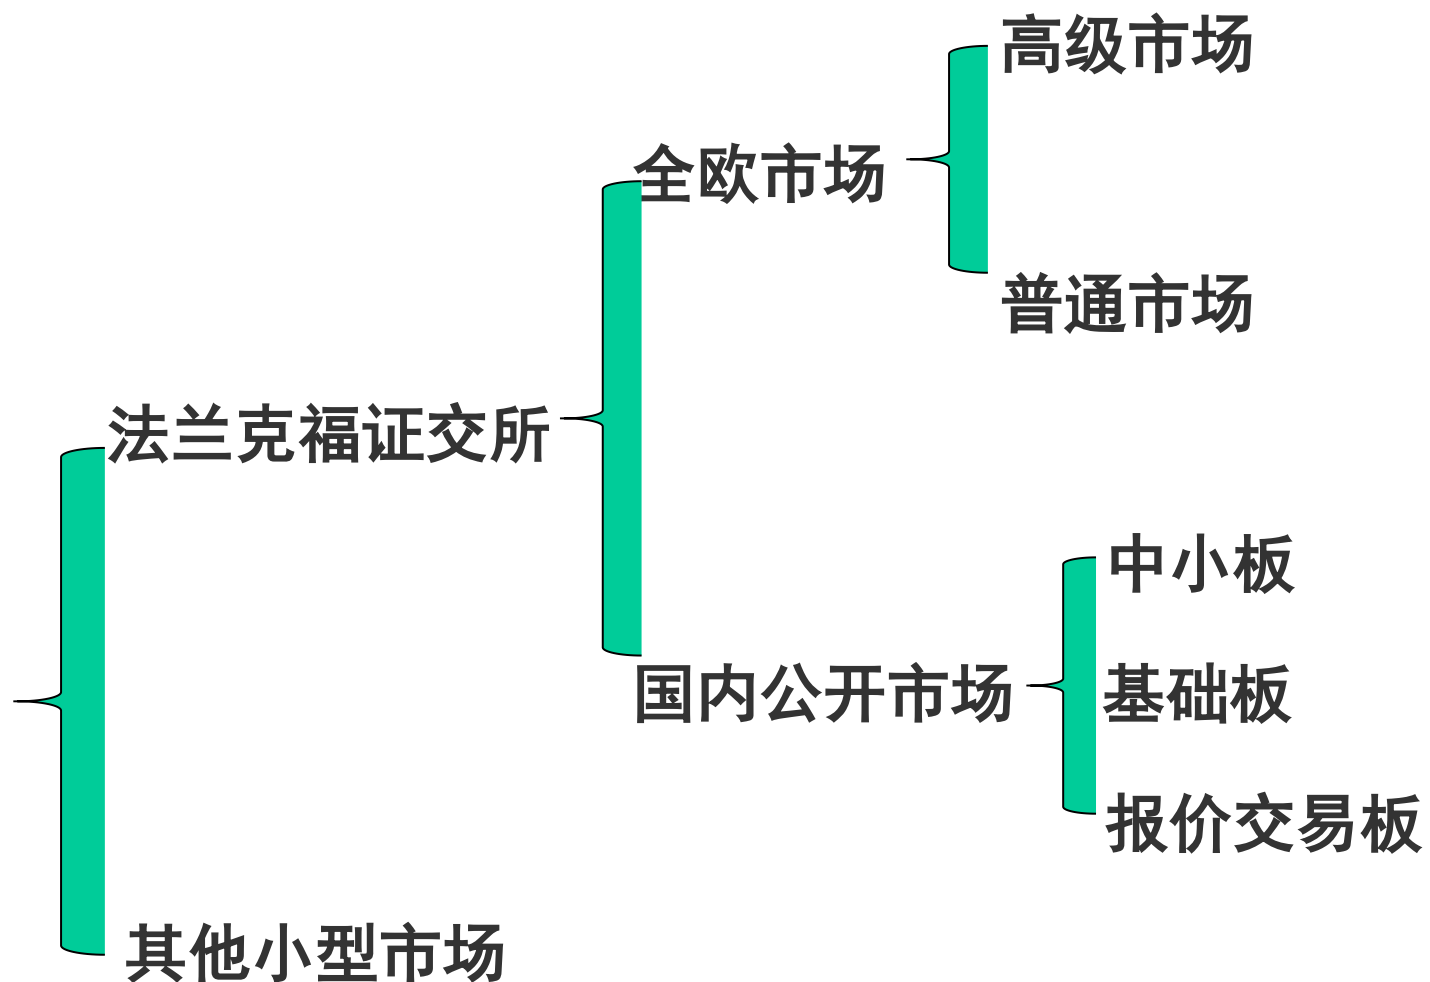 高级市场
全欧市场
普通市场
法兰克福证交所
中小板
国内公开市场
基础板
报价交易板
其他小型市场